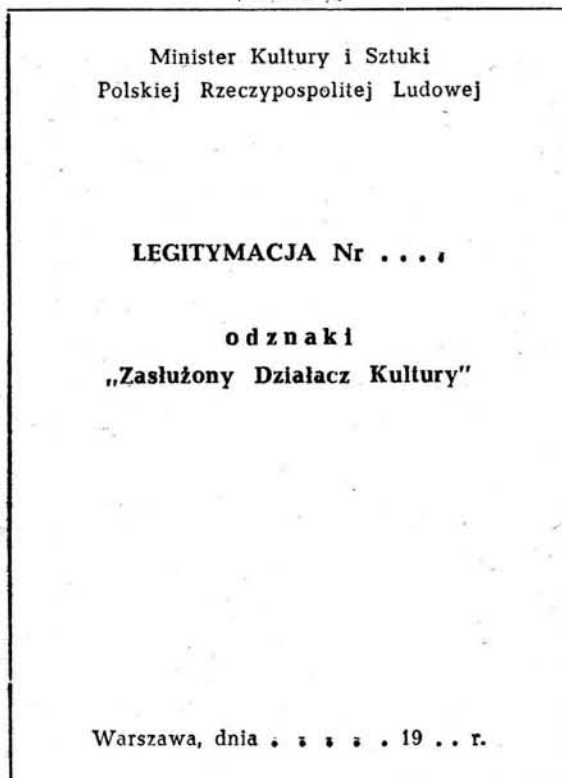 Minister Kultury i Sztuki
Polskiej Rzeczypospolitej Ludowej
LEGITYMACJA Nr . . . .
odznaki
„Zasłużony Działacz Kultury”
Warszawa, dnia . . . . . 19 . . r.